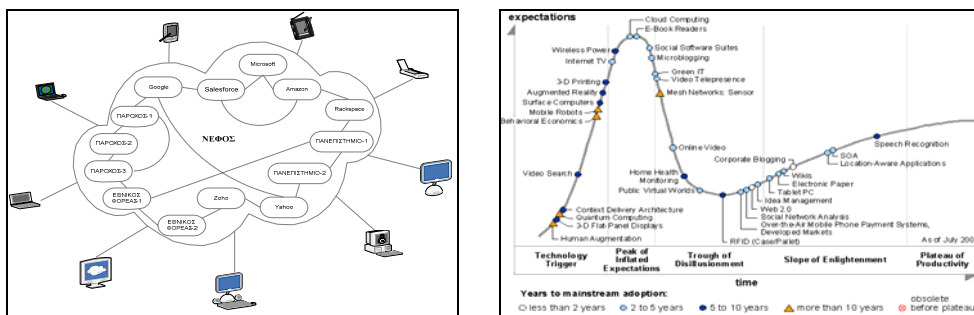 Microsoft
Google
Salesforce
Amazon
Rackspace
ΠΑΡΟΧΟΣ-1
ΝΕΦΟΣ
ΠΑΝΕΠΙΣΤΗΜΙΟ-1
ΠΑΡΟΧΟΣ-2
ΠΑΡΟΧΟΣ-3
ΠΑΝΕΠΙΣΤΗΜΙΟ-2
ΕΘΝΙΚΟΣ
ΦΟΡΕΑΣ-1
Zoho
Yahoo
ΕΘΝΙΚΟΣ
ΦΟΡΕΑΣ-2
expectations
Cloud Computing
E-Book Readers
Wireless Power
Social Software Suites
Internet TV
Microblogging
Green IT
3-D Printing
Video Telepresence
Augmented Reality
Mesh Networks: Sensor
Surface Computers
Mobile Robots
Behavioral Economics
Online Video
Speech Recognition
Corporate Blogging
SOA
Location-Aware Applications
Video Search
Home Health
Monitoring
Wikis
Electronic Paper
Public Virtual Worlds
Tablet PC
Idea Management
Context Delivery Architecture
Web 2.0
Quantum Computing
Social Network Analysis
3-D Flat-Panel Displays
Over-the-Air Mobile Phone Payment Systems,
Developed Markets
Human Augmentation
RFID (Case/Pallet)
As of July 200
Technology
Trigger
Peak of
Inflated
Expectations
Trough of
Disillusionment
Slope of Enlightenment
Plateau of
Productivity
time
Years to mainstream adoption:
less than 2 years
2 to 5 years
5 to 10 years
more than 10 years
obsolete
before plateau